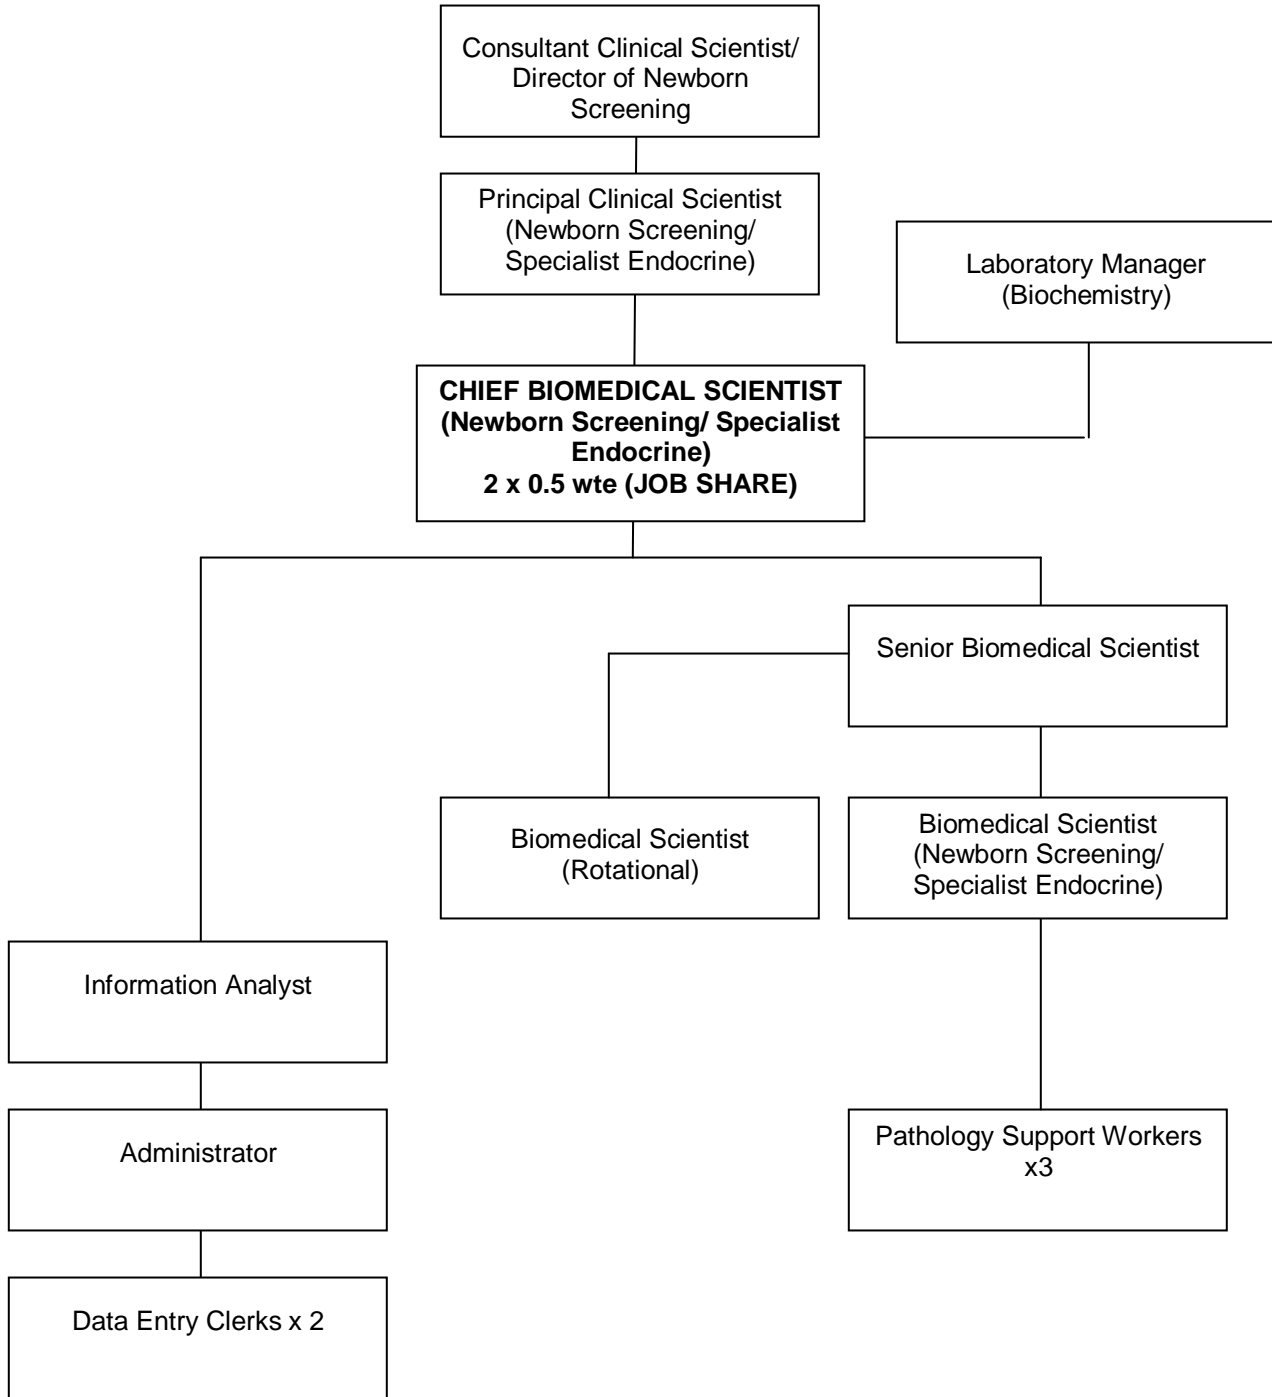 Consultant Clinical Scientist/
Director of Newborn
Screening
Principal Clinical Scientist
(Newborn Screening/
Specialist Endocrine)
Laboratory Manager
(Biochemistry)
CHIEF BIOMEDICAL SCIENTIST
(Newborn Screening/ Specialist
Endocrine)
2 x 0.5 wte (JOB SHARE)
Senior Biomedical Scientist
Biomedical Scientist
(Rotational)
Biomedical Scientist
(Newborn Screening/
Specialist Endocrine)
Information Analyst
Administrator
Pathology Support Workers
x3
Data Entry Clerks x 2